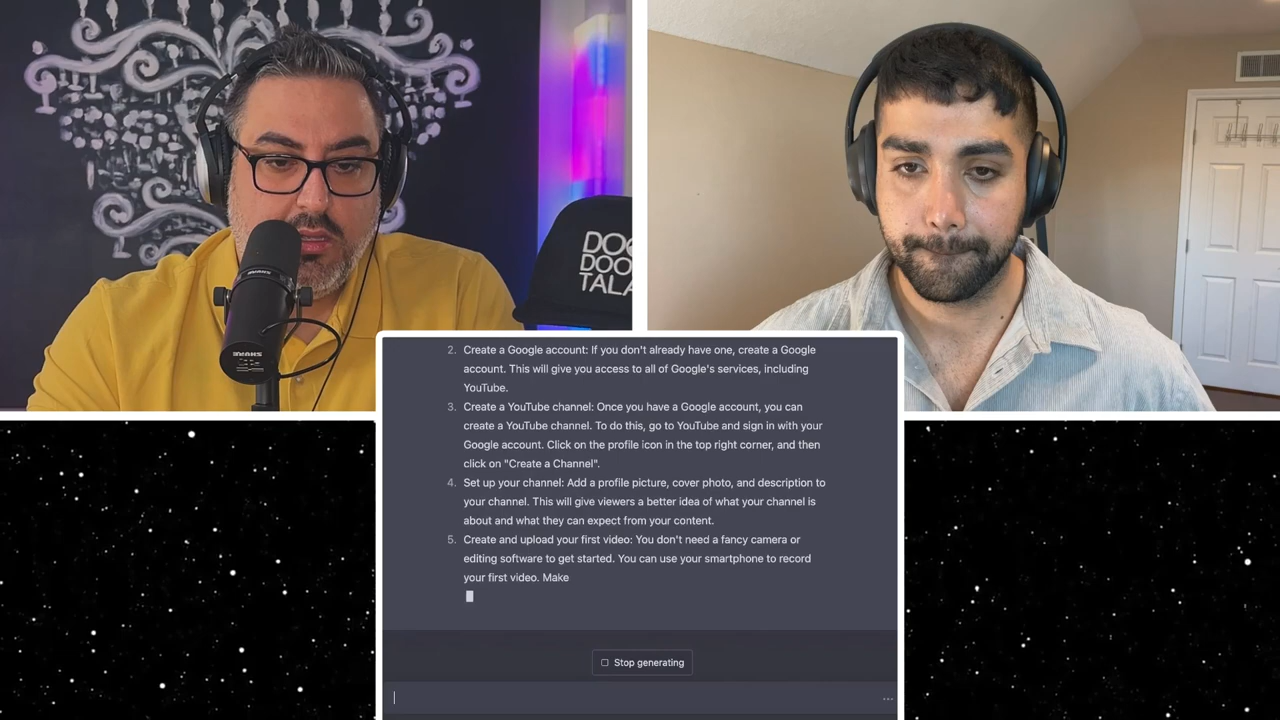 DOO
DOO
TALA
SHURE
SHURE
2. Create a Google account: If you don't already have one, create a Google
account. This will give you access to all of Google's services, including
YouTube.
3. Create a YouTube channel: Once you have a Google account, you can
create a YouTube channel. To do this, go to YouTube and sign in with your
Google account. Click on the profile icon in the top right corner, and then
click on "Create a Channel".
4. Set up your channel: Add a profile picture, cover photo, and description to
your channel. This will give viewers a better idea of what your channel is
about and what they can expect from your content.
5. Create and upload your first video: You don't need a fancy camera or
editing software to get started. You can use your smartphone to record
your first video. Make
Stop generating